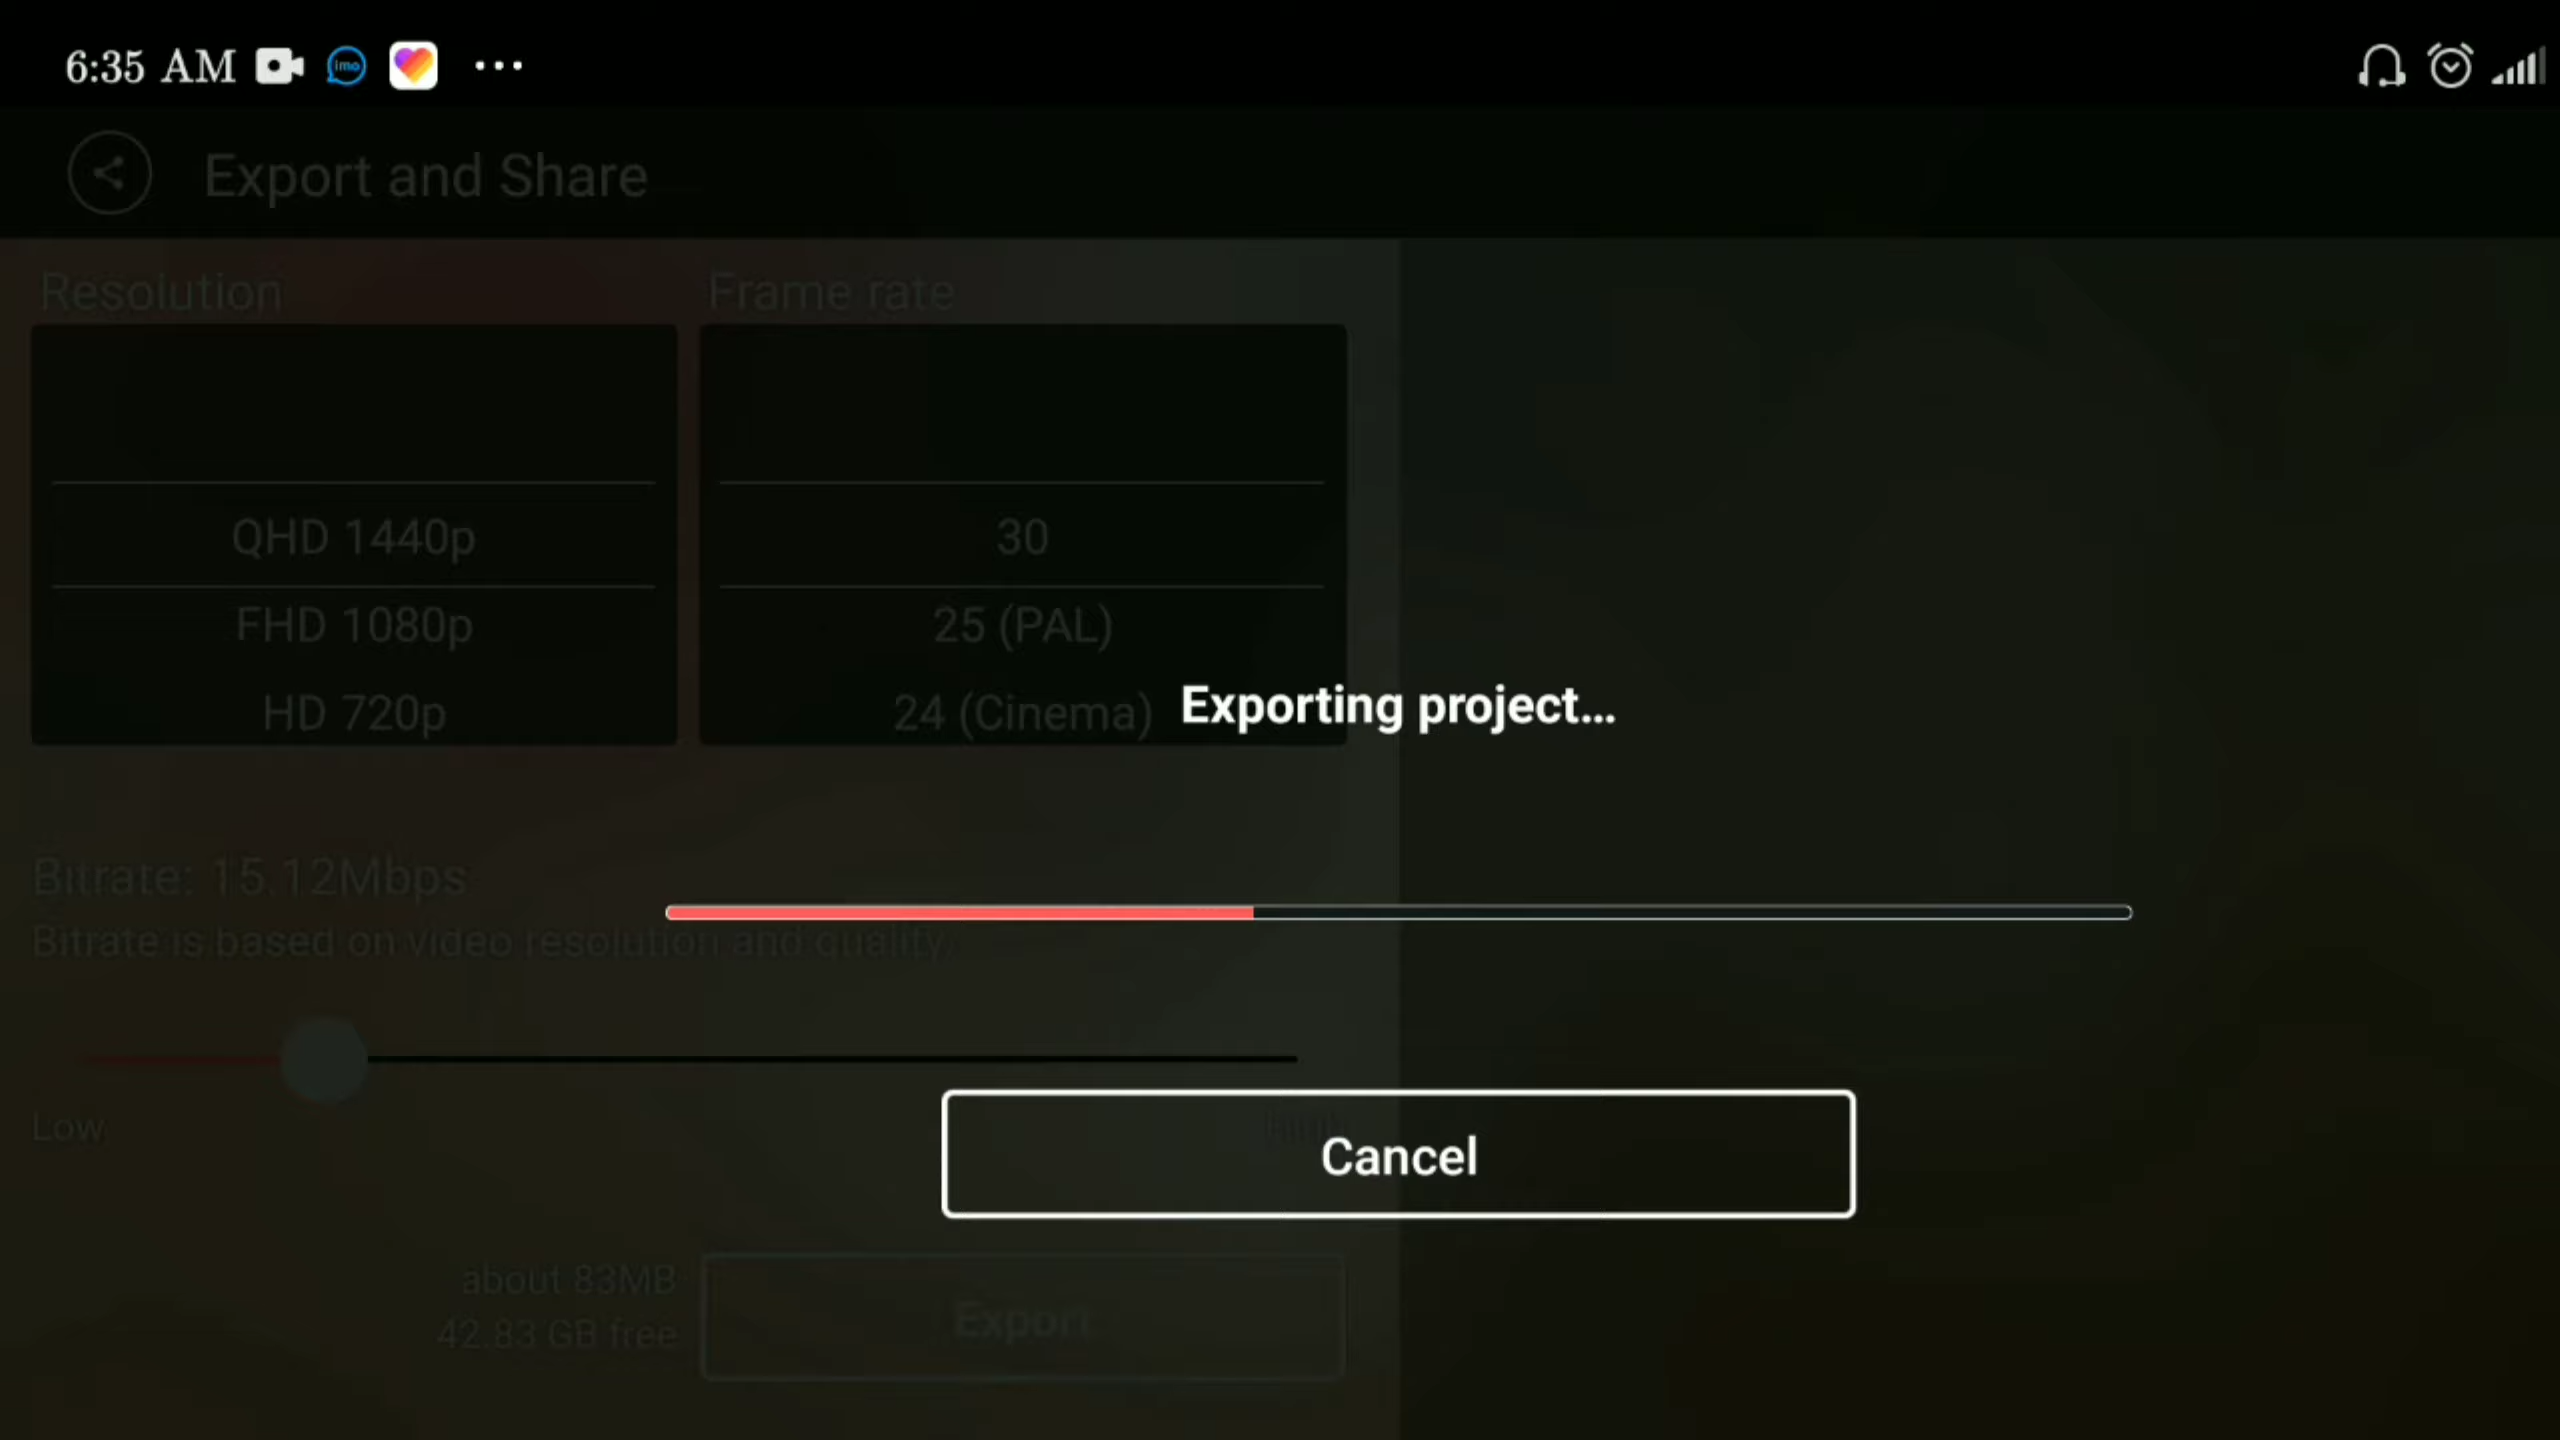 6:35 AM
imo
Export and Share
Resolution
Frame rate
QHD 1440p
30
FHD 1080p
25 (PAL)
HD 720p
24 (Cinema)
Exporting project...
Bitrate: 15.12Mbps
Bitrate is based on video resolution and quality.
Low
Cancel
about 83MB
42.83 GB free
Export